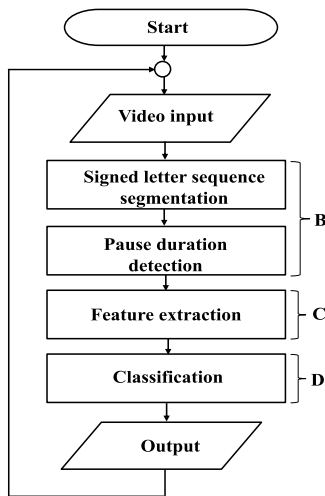 Start
Video input
Signed letter sequence
segmentation
B
Pause duration
detection
Feature extraction
C
Classification
D
Output